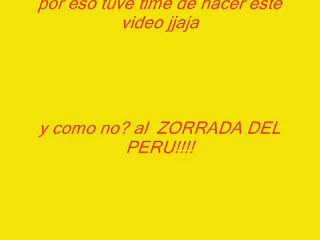 por eso tuve time de hacer este
video jjaja
y como no? al ZORRADA DEL
PERU!!!!